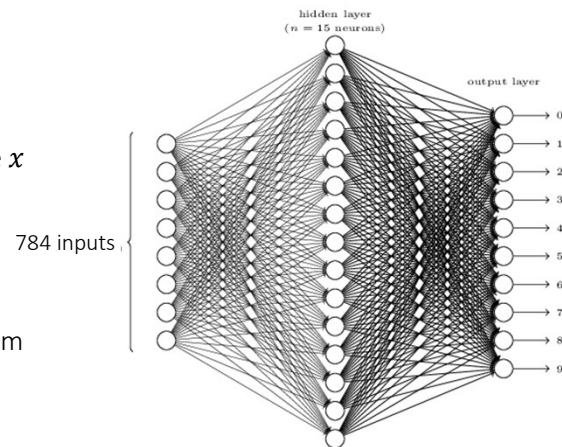 hidden layer
(n = 15 neurons)
output layer
0
1
x
2
3
784 inputs
4
5
6
7
m
8
9